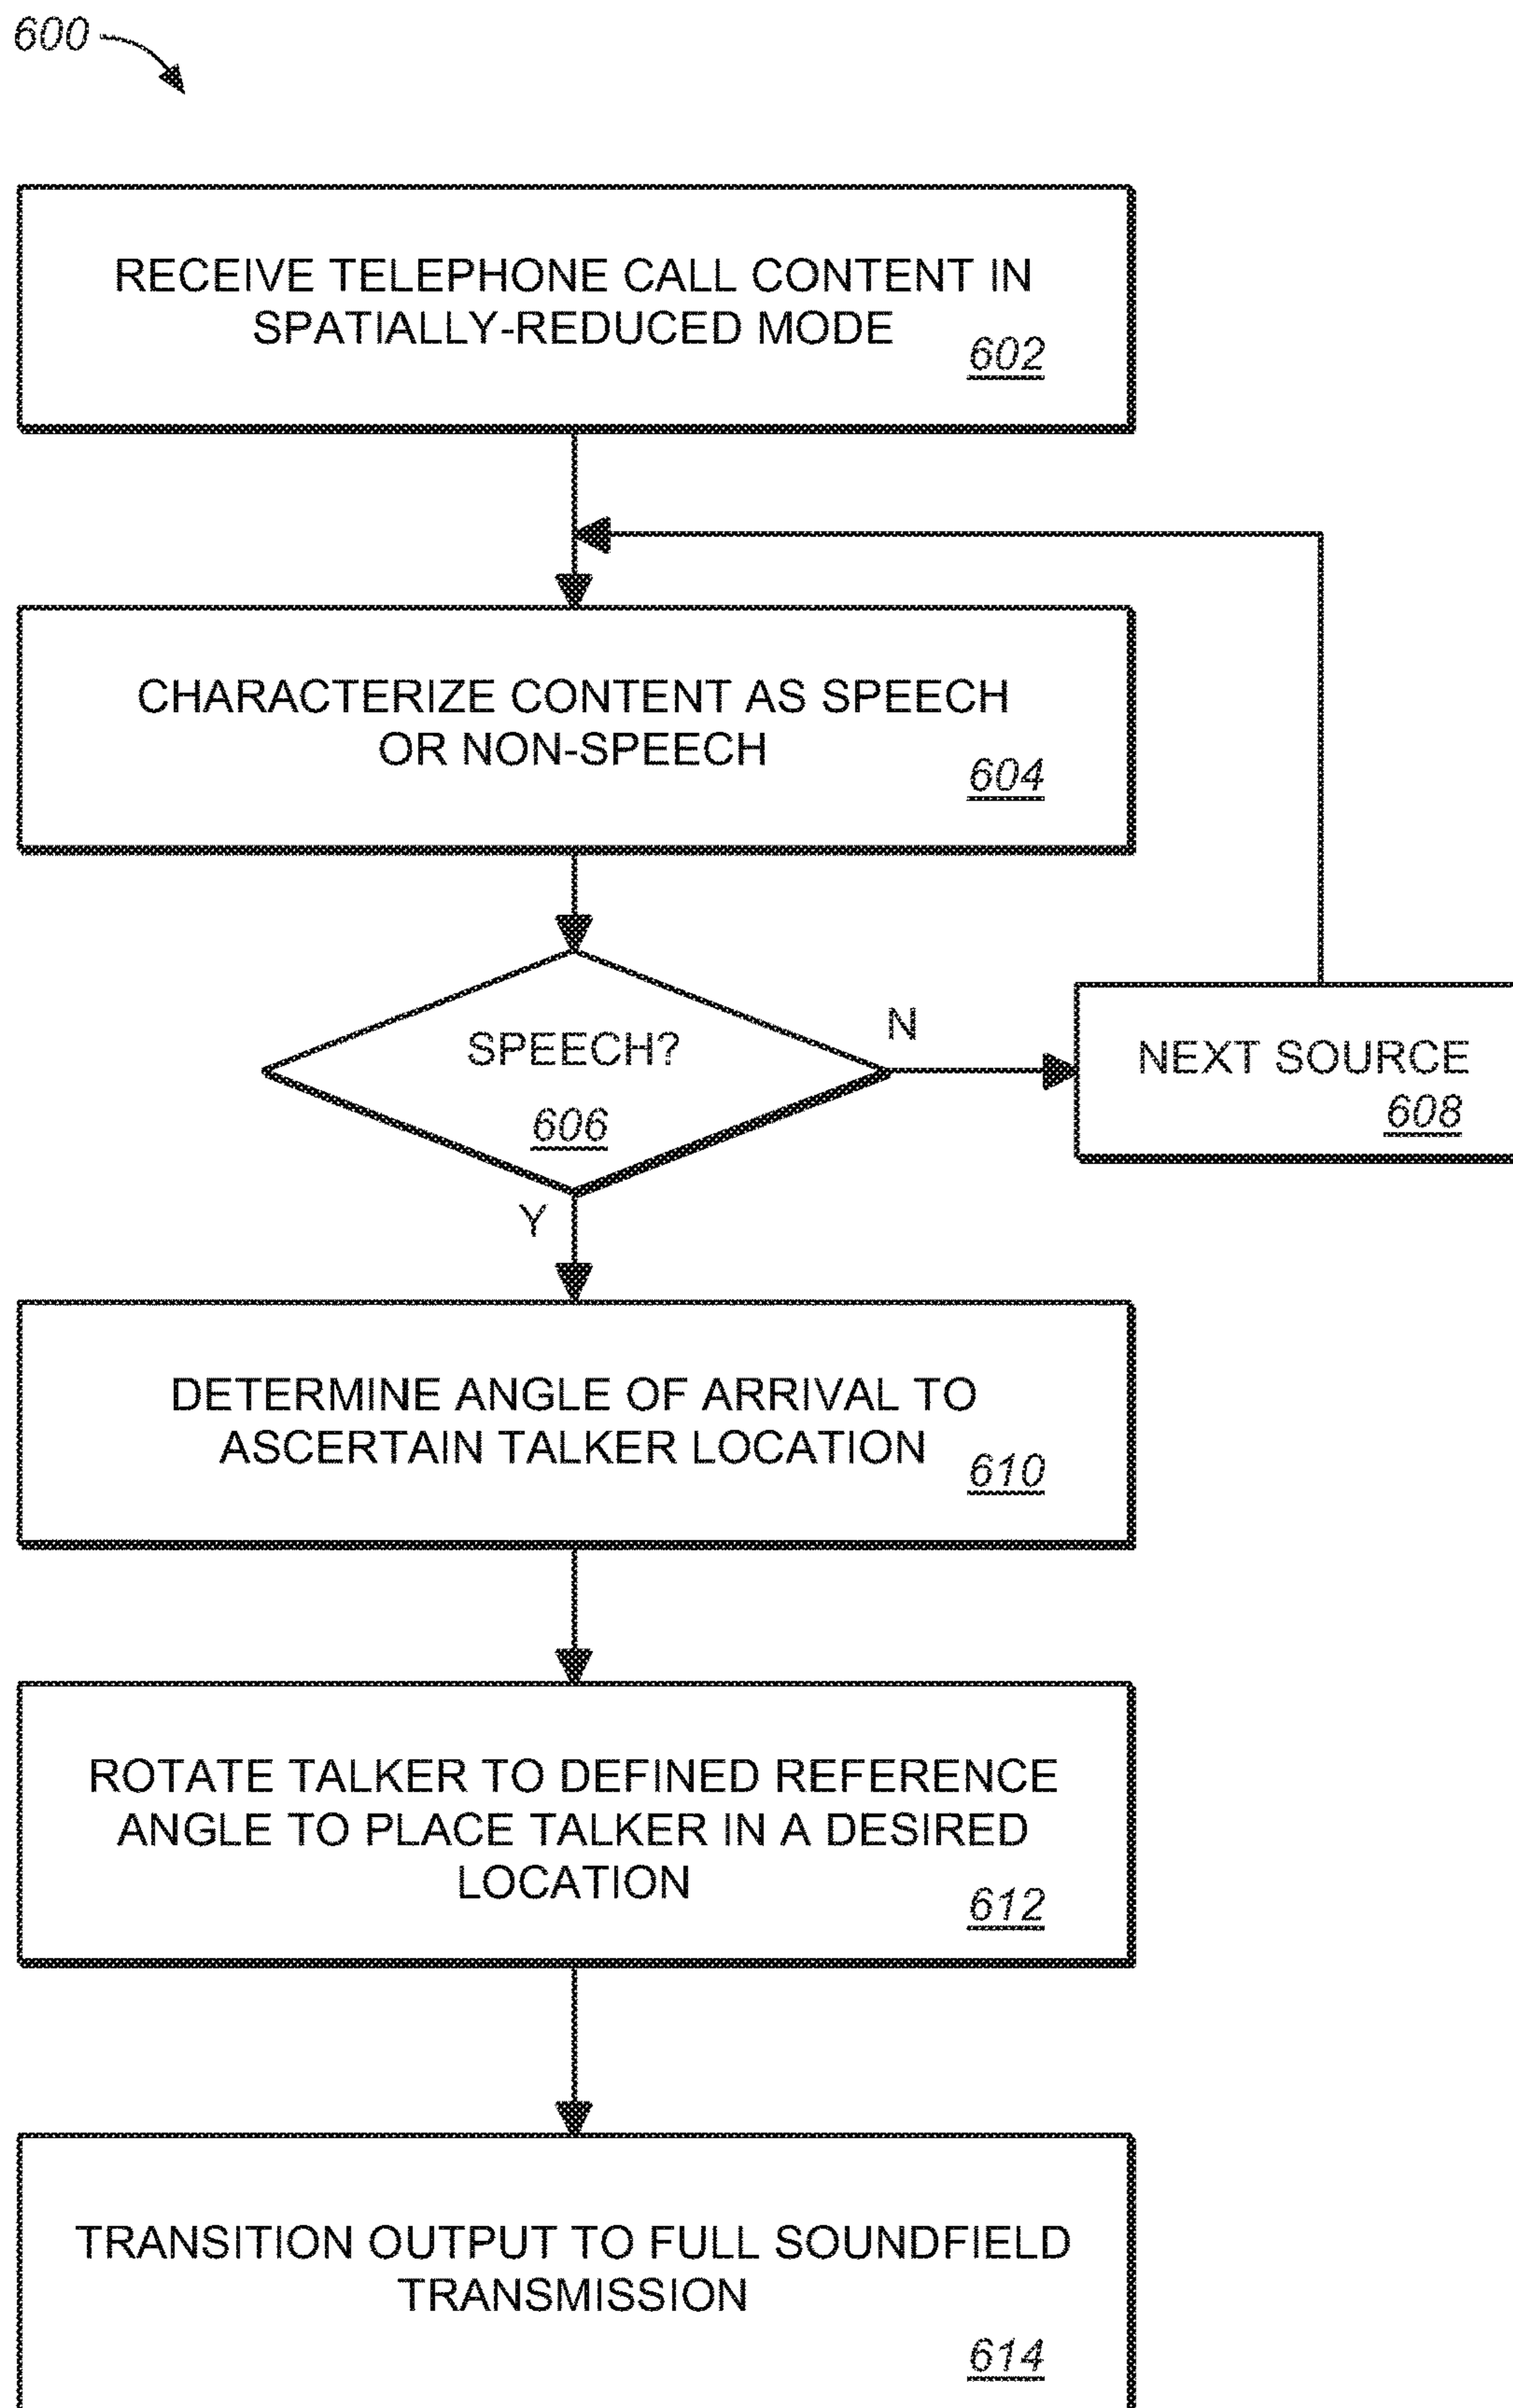 600
RECEIVE TELEPHONE CALL CONTENT IN
SPATIALLY-REDUCED MODE
602
CHARACTERIZE CONTENT AS SPEECH
OR NON-SPEECH
604
SPEECH?
606
N
NEXT SOURCE
608
Y
DETERMINE ANGLE OF ARRIVAL TO
ASCERTAIN TALKER LOCATION
610
ROTATE TALKER TO DEFINED REFERENCE
ANGLE TO PLACE TALKER IN A DESIRED
LOCATION
612
TRANSITION OUTPUT TO FULL SOUNDFIELD
TRANSMISSION
614